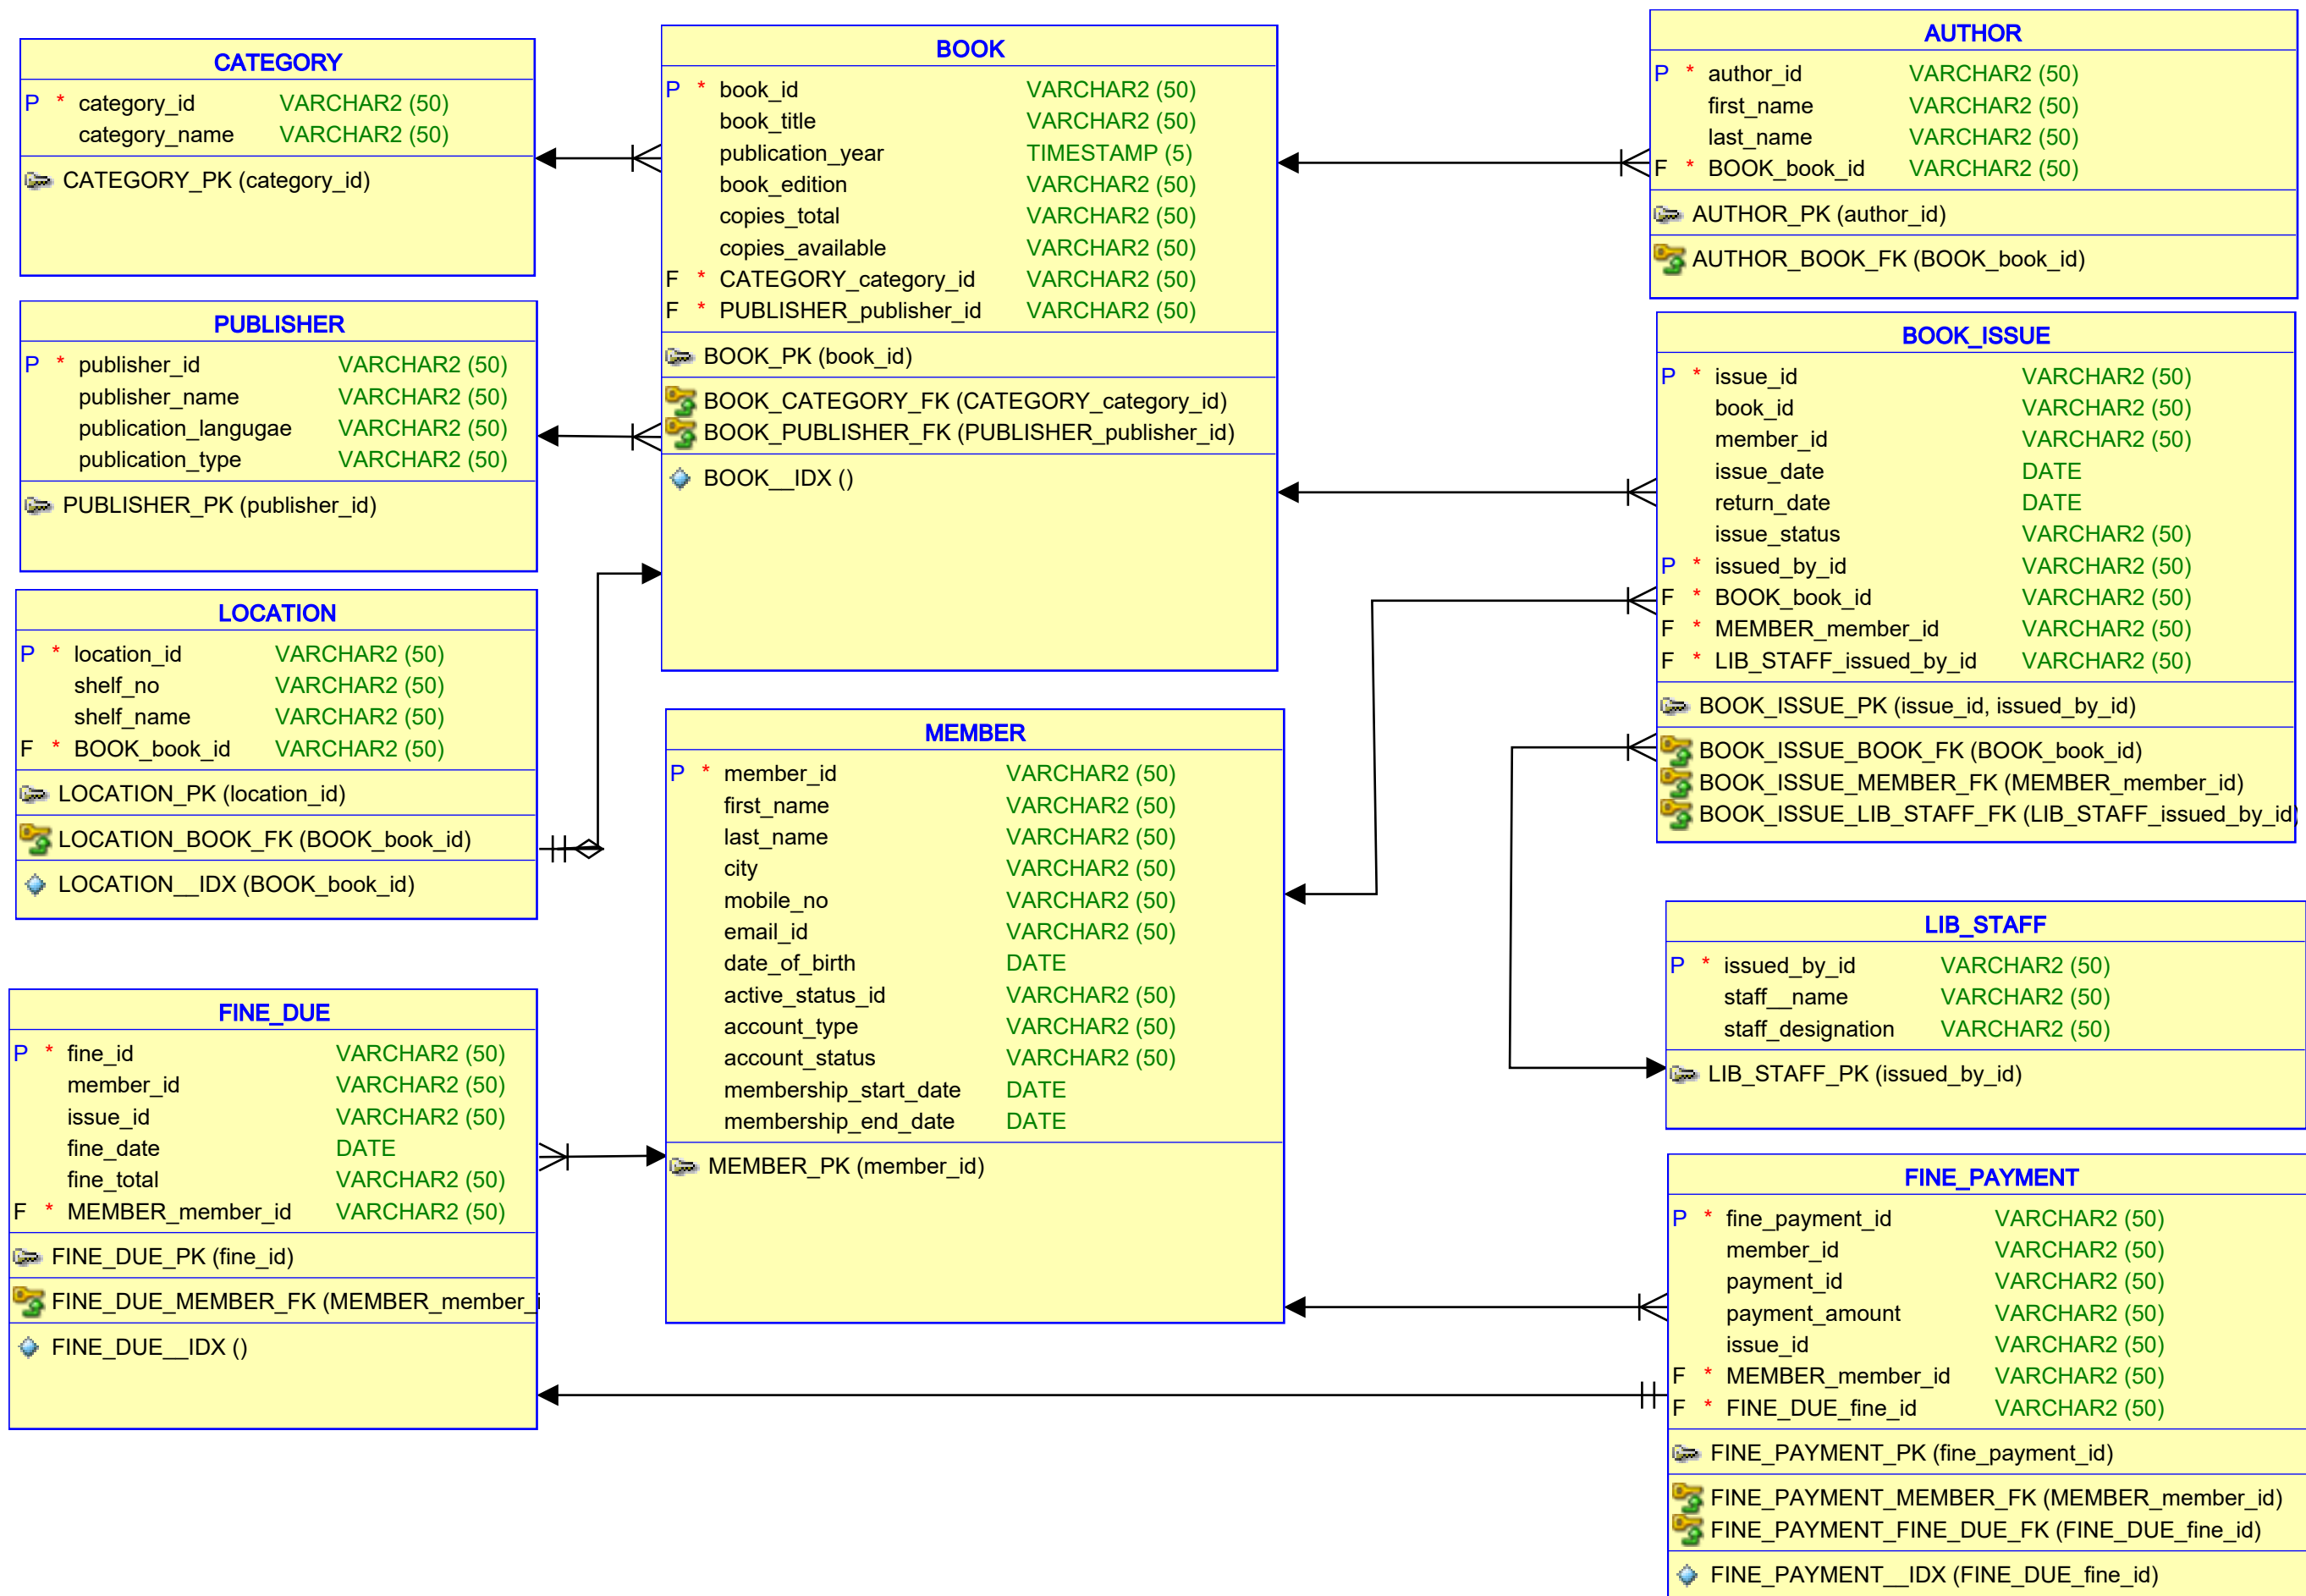 CATEGORY
P * category_id VARCHAR2 (50)
category_name VARCHAR2 (50)
CATEGORY_PK (category_id)
PUBLISHER
P * publisher_id VARCHAR2 (50)
publisher_name VARCHAR2 (50)
publication_langugae VARCHAR2 (50)
publication_type VARCHAR2 (50)
PUBLISHER_PK (publisher_id)
LOCATION
P * location_id VARCHAR2 (50)
shelf_no VARCHAR2 (50)
shelf_name VARCHAR2 (50)
F * BOOK_book_id VARCHAR2 (50)
LOCATION_PK (location_id)
LOCATION_BOOK_FK (BOOK_book_id)
LOCATION__IDX (BOOK_book_id)
FINE_DUE
P * fine_id VARCHAR2 (50)
member_id VARCHAR2 (50)
issue_id VARCHAR2 (50)
fine_date DATE
fine_total VARCHAR2 (50)
F * MEMBER_member_id VARCHAR2 (50)
FINE_DUE_PK (fine_id)
FINE_DUE_MEMBER_FK (MEMBER_member_i
FINE_DUE__IDX ()
BOOK
P * book_id VARCHAR2 (50)
book_title VARCHAR2 (50)
publication_year TIMESTAMP (5)
book_edition VARCHAR2 (50)
copies_total VARCHAR2 (50)
copies_available VARCHAR2 (50)
F * CATEGORY_category_id VARCHAR2 (50)
F * PUBLISHER_publisher_id VARCHAR2 (50)
BOOK_PK (book_id)
BOOK_CATEGORY_FK (CATEGORY_category_id)
BOOK_PUBLISHER_FK (PUBLISHER_publisher_id)
BOOK__IDX ()
MEMBER
P * member_id VARCHAR2 (50)
first_name VARCHAR2 (50)
last_name VARCHAR2 (50)
city VARCHAR2 (50)
mobile_no VARCHAR2 (50)
email_id VARCHAR2 (50)
date_of_birth DATE
active_status_id VARCHAR2 (50)
account_type VARCHAR2 (50)
account_status VARCHAR2 (50)
membership_start_date DATE
membership_end_date DATE
MEMBER_PK (member_id)
AUTHOR
P * author_id VARCHAR2 (50)
first_name VARCHAR2 (50)
last_name VARCHAR2 (50)
F * BOOK_book_id VARCHAR2 (50)
AUTHOR_PK (author_id)
AUTHOR_BOOK_FK (BOOK_book_id)
BOOK_ISSUE
P * issue_id VARCHAR2 (50)
book_id VARCHAR2 (50)
member_id VARCHAR2 (50)
issue_date DATE
return_date DATE
issue_status VARCHAR2 (50)
P * issued_by_id VARCHAR2 (50)
F * BOOK_book_id VARCHAR2 (50)
F * MEMBER_member_id VARCHAR2 (50)
F * LIB_STAFF_issued_by_id VARCHAR2 (50)
BOOK_ISSUE_PK (issue_id, issued_by_id)
BOOK_ISSUE_BOOK_FK (BOOK_book_id)
BOOK_ISSUE_MEMBER_FK (MEMBER_member_id)
BOOK_ISSUE_LIB_STAFF_FK (LIB_STAFF_issued_by_id)
LIB_STAFF
P * issued_by_id VARCHAR2 (50)
staff__name VARCHAR2 (50)
staff_designation VARCHAR2 (50)
LIB_STAFF_PK (issued_by_id)
FINE_PAYMENT
P * fine_payment_id VARCHAR2 (50)
member_id VARCHAR2 (50)
payment_id VARCHAR2 (50)
payment_amount VARCHAR2 (50)
issue_id VARCHAR2 (50)
F * MEMBER_member_id VARCHAR2 (50)
F * FINE_DUE_fine_id VARCHAR2 (50)
FINE_PAYMENT_PK (fine_payment_id)
FINE_PAYMENT_MEMBER_FK (MEMBER_member_id)
FINE_PAYMENT_FINE_DUE_FK (FINE_DUE_fine_id)
FINE_PAYMENT__IDX (FINE_DUE_fine_id)